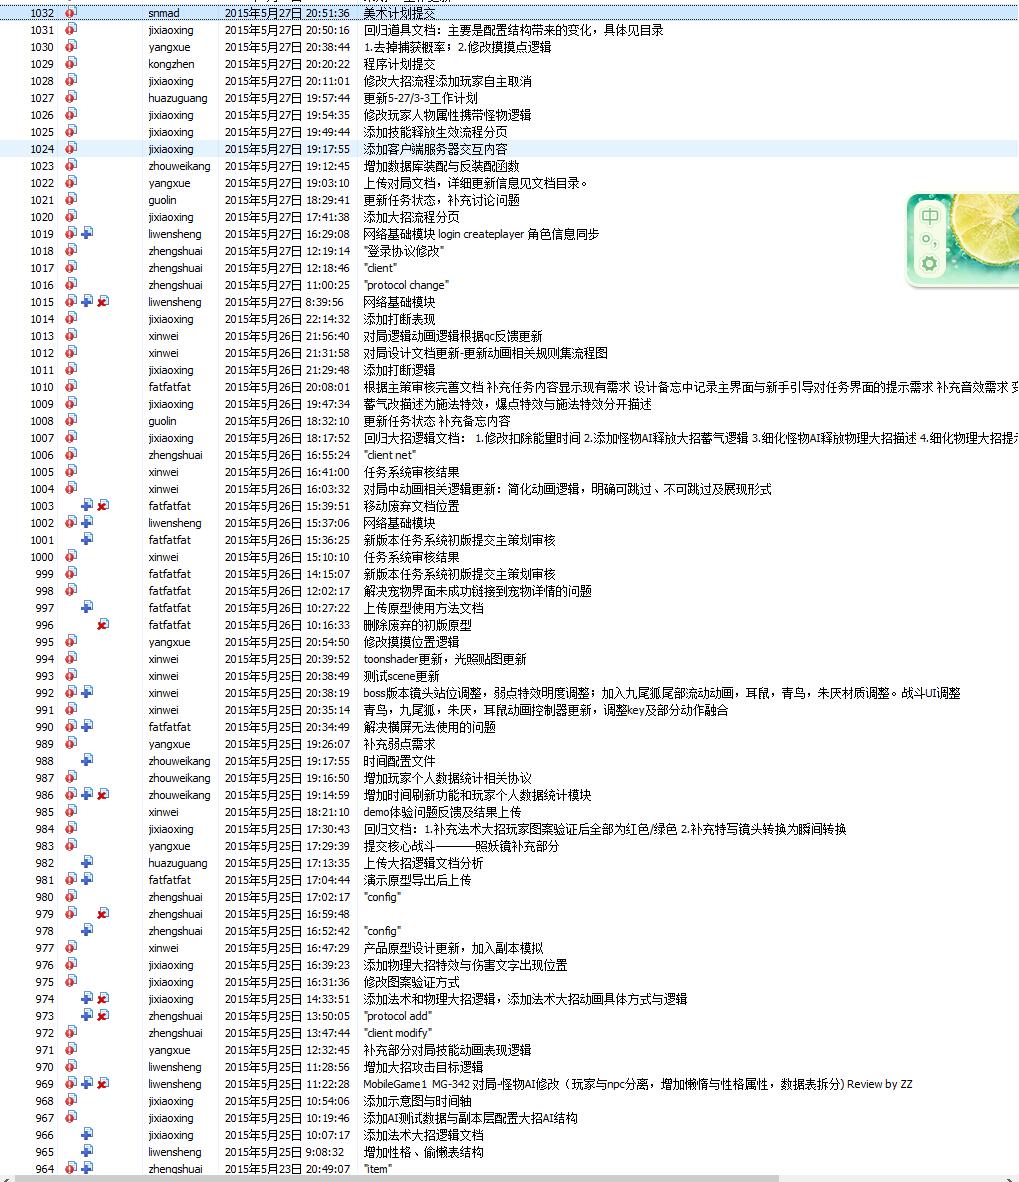 1032 snmad 2015年5月27日 20:51:36 美术计划提交
1031 jixiaoxing 2015年5月27日 20:50:16 回归道具文档：主要是配置结构带来的变化，具体见目录
1030 yangxue 2015年5月27日 20:38:44 1.去掉捕获概率；2.修改摸摸点逻辑
1029 kongzhen 2015年5月27日 20:20:22 程序计划提交
1028 jixiaoxing 2015年5月27日 20:11:01 修改大招流程添加玩家自主取消
1027 huazuguang 2015年5月27日 19:57:44 更新5-27/3-3工作计划
1026 jixiaoxing 2015年5月27日 19:54:35 修改玩家人物属性携带怪物逻辑
1025 jixiaoxing 2015年5月27日 19:49:44 添加技能释放生效流程分页
1024 jixiaoxing 2015年5月27日 19:17:55 添加客户端服务器交互内容
1023 zhouweikang 2015年5月27日 19:12:45 增加数据库装配与反装配函数
1022 yangxue 2015年5月27日 19:03:10 上传对局文档，详细更新信息见文档目录。
1021 guolin 2015年5月27日 18:29:41 更新任务状态，补充讨论问题
1020 jixiaoxing 2015年5月27日 17:41:38 添加大招流程分页
1019 liwensheng 2015年5月27日 16:29:08 网络基础模块 login createplayer 角色信息同步
1018 zhengshuai 2015年5月27日 12:19:14 "登录协议修改"
1017 zhengshuai 2015年5月27日 12:18:46 "client"
1016 zhengshuai 2015年5月27日 11:00:25 "protocol change"
1015 liwensheng 2015年5月27日 8:39:56 网络基础模块
1014 jixiaoxing 2015年5月26日 22:14:32 添加打断表现
1013 xinwei 2015年5月26日 21:56:40 对局逻辑动画逻辑根据qc反馈更新
1012 xinwei 2015年5月26日 21:31:58 对局设计文档更新-更新动画相关规则集流程图
1011 jixiaoxing 2015年5月26日 21:29:48 添加打断逻辑
1010 fatfatfat 2015年5月26日 20:08:01 根据主策审核完善文档 补充任务内容显示现有需求 设计备忘中记录主界面与新手引导对任务界面的提示需求 补充音效需求
1009 jixiaoxing 2015年5月26日 19:47:34 蓄气改描述为施法特效，爆点特效与施法特效分开描述
1008 guolin 2015年5月26日 18:32:10 更新任务状态 补充备忘内容
1007 jixiaoxing 2015年5月26日 18:17:52 回归大招逻辑文档： 1.修改扣除能量时间 2.添加怪物AI释放大招蓄气逻辑 3.细化怪物AI释放物理大招描述 4.细化物理大招提示
1006 zhengshuai 2015年5月26日 16:55:24 "client net"
1005 xinwei 2015年5月26日 16:41:00 任务系统审核结果
1004 xinwei 2015年5月26日 16:03:32 对局中动画相关逻辑更新：简化动画逻辑，明确可跳过、不可跳过及展现形式
1003 fatfatfat 2015年5月26日 15:39:51 移动废弃文档位置
1002 liwensheng 2015年5月26日 15:37:06 网络基础模块
1001 fatfatfat 2015年5月26日 15:36:25 新版本任务系统初版提交主策划审核
1000 xinwei 2015年5月26日 15:10:10 任务系统审核结果
999 fatfatfat 2015年5月26日 14:15:07 新版本任务系统初版提交主策划审核
998 fatfatfat 2015年5月26日 12:02:17 解决宠物界面未成功链接到宠物详情的问题
997 fatfatfat 2015年5月26日 10:27:22 上传原型使用方法文档
996 fatfatfat 2015年5月26日 10:16:33 删除废弃的初版原型
995 yangxue 2015年5月25日 20:54:50 修改摸摸位置逻辑
994 xinwei 2015年5月25日 20:39:52 toonshader更新，光照贴图更新
993 xinwei 2015年5月25日 20:38:49 测试scene更新
992 xinwei 2015年5月25日 20:38:19 boss版本镜头站位调整，弱点特效明度调整；加入九尾狐尾部流动动画，耳鼠，青鸟，朱厌材质调整。战斗UI调整
991 xinwei 2015年5月25日 20:35:14 青鸟，九尾狐，朱厌，耳鼠动画控制器更新，调整key及部分动作融合
990 fatfatfat 2015年5月25日 20:34:49 解决横屏无法使用的问题
989 yangxue 2015年5月25日 19:26:07 补充弱点需求
988 zhouweikang 2015年5月25日 19:17:55 时间配置文件
987 zhouweikang 2015年5月25日 19:16:50 增加玩家个人数据统计相关协议
986 zhouweikang 2015年5月25日 19:14:59 增加时间刷新功能和玩家个人数据统计模块
985 xinwei 2015年5月25日 18:21:10 demo体验问题反馈及结果上传
984 jixiaoxing 2015年5月25日 17:30:43 回归文档：1.补充法术大招玩家图案验证后全部为红色/绿色 2.补充特写镜头转换为瞬间转换
983 yangxue 2015年5月25日 17:29:39 提交核心战斗————照妖镜补充部分
982 huazuguang 2015年5月25日 17:13:35 上传大招逻辑文档分析
981 fatfatfat 2015年5月25日 17:04:44 演示原型导出后上传
980 zhengshuai 2015年5月25日 17:02:17 "config"
979 zhengshuai 2015年5月25日 16:59:48
978 zhengshuai 2015年5月25日 16:52:42 "config"
977 xinwei 2015年5月25日 16:47:29 产品原型设计更新，加入副本模拟
976 jixiaoxing 2015年5月25日 16:39:23 添加物理大招特效与伤害文字出现位置
975 jixiaoxing 2015年5月25日 16:31:36 修改图案验证方式
974 jixiaoxing 2015年5月25日 14:33:51 添加法术和物理大招逻辑，添加法术大招动画具体方式与逻辑
973 zhengshuai 2015年5月25日 13:50:05 "protocol add"
972 zhengshuai 2015年5月25日 13:47:44 "client modify"
971 yangxue 2015年5月25日 12:32:45 补充部分对局技能动画表现逻辑
970 liwensheng 2015年5月25日 11:28:56 增加大招攻击目标逻辑
969 liwensheng 2015年5月25日 11:22:28 MobileGame1 MG-342 对局-怪物AI修改（玩家与npc分离，增加懒惰与性格属性，数据表拆分) Review by ZZ
968 jixiaoxing 2015年5月25日 10:54:06 添加示意图与时间轴
967 jixiaoxing 2015年5月25日 10:19:46 添加AI测试数据与副本层配置大招AI结构
966 jixiaoxing 2015年5月25日 10:07:17 添加法术大招逻辑文档
965 liwensheng 2015年5月25日 9:08:32 增加性格、偷懒表结构
964 zhengshuai 2015年5月23日 20:49:07 "item"
中